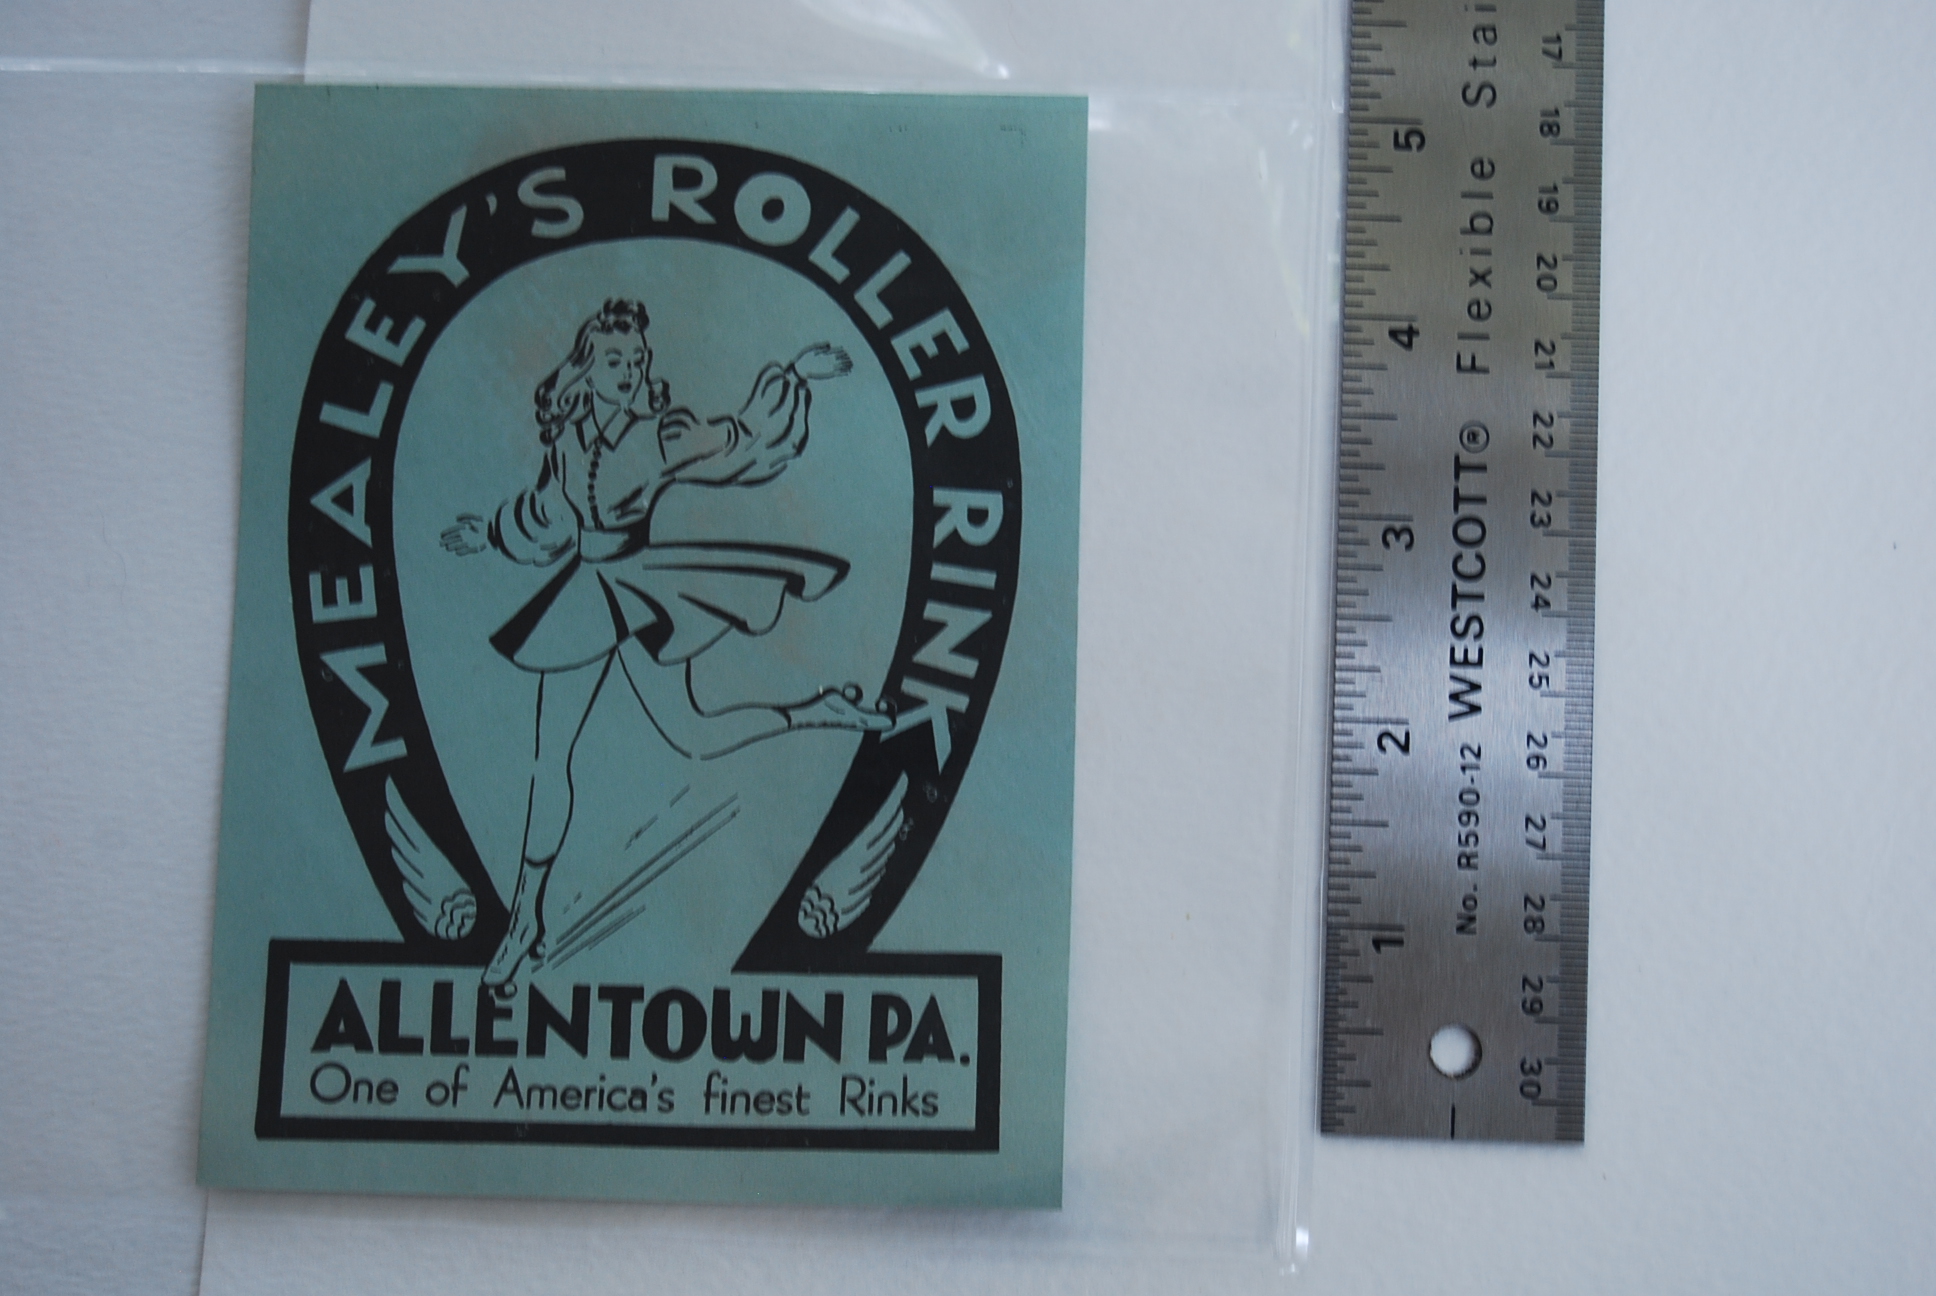 MEALEY'S ROLLER RINK
ALLENTOWN PA.
One of America's finest Rinks
No. R590-12 WESTCOTT® Flexible Stai
1 2 3 4 5
17 18 19 20 21 22 23 24 25 26 27 28 29 30